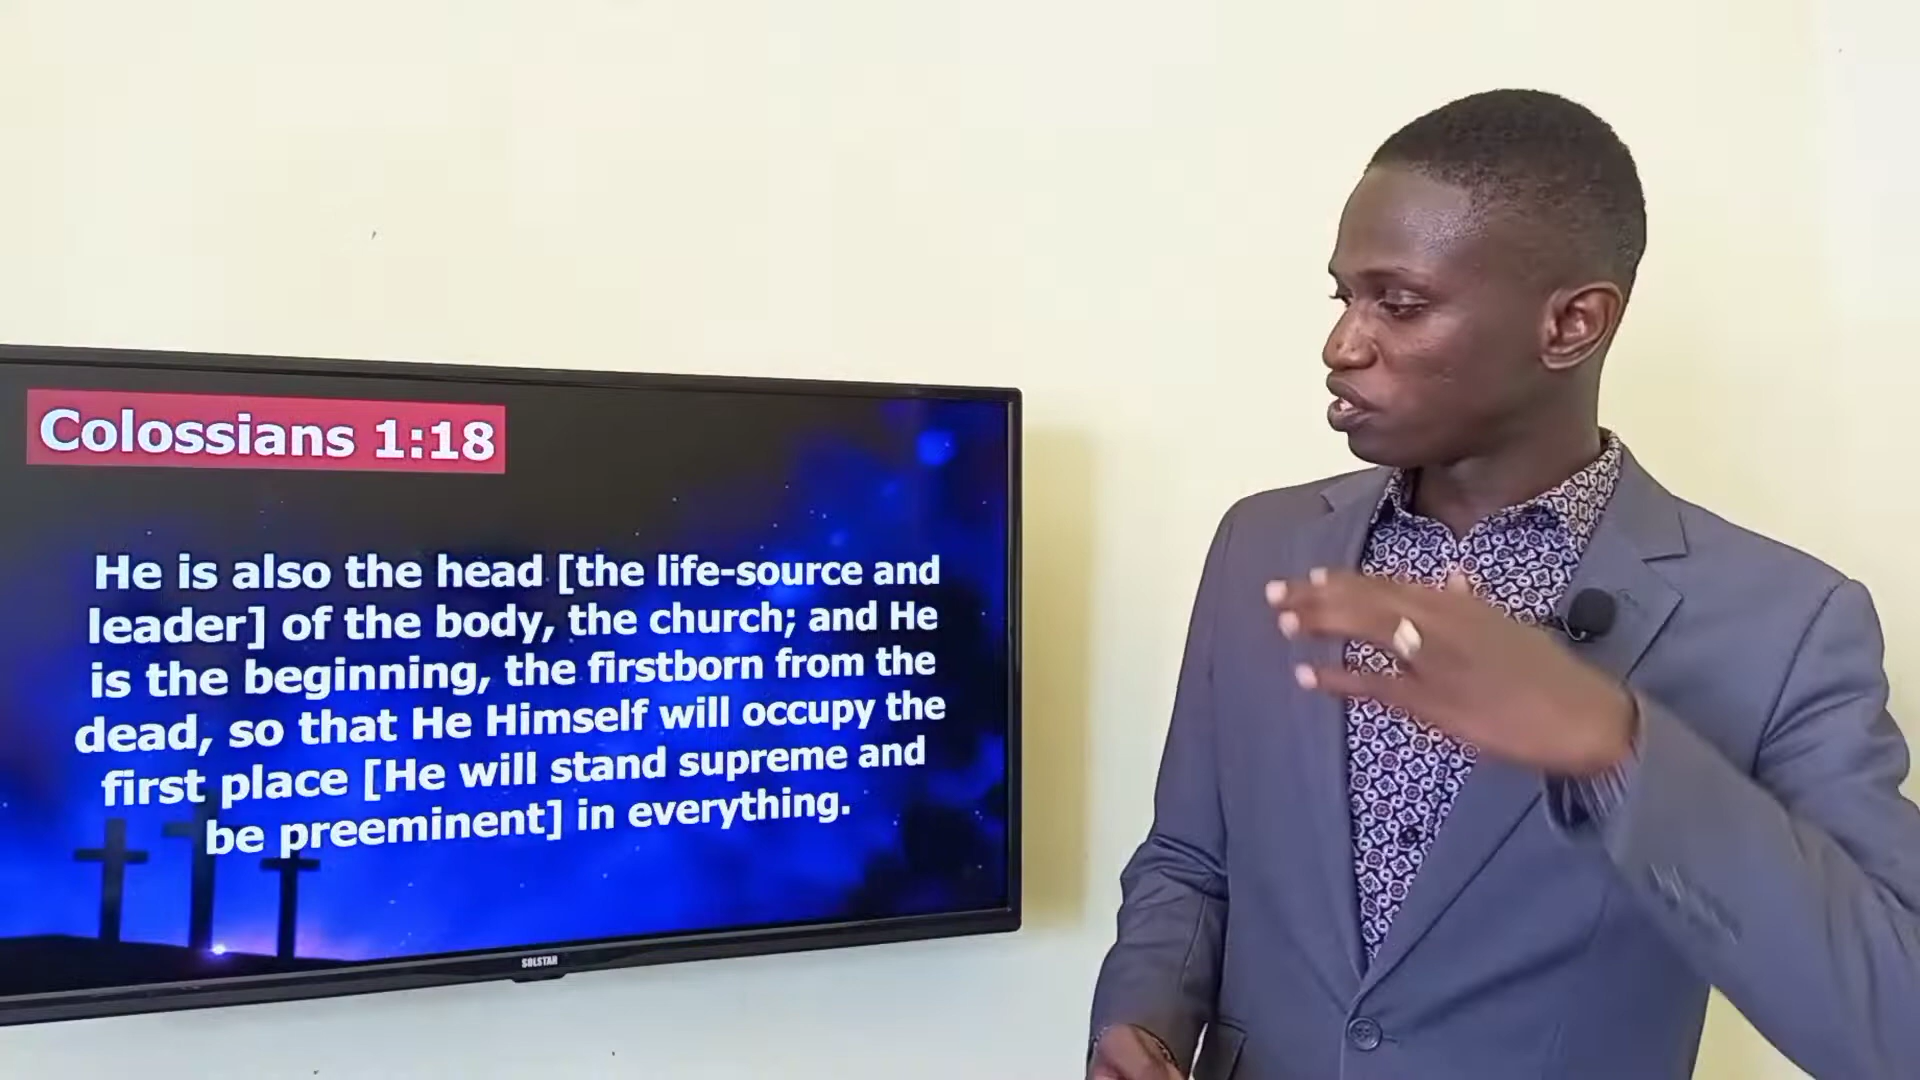 Colossians 1:18
He is also the head [the life-source and
leader] of the body, the church; and He
is the beginning, the firstborn from the
dead, so that He Himself will occupy the
first place [He will stand supreme and
be preeminent] in everything.
SOLSTAR